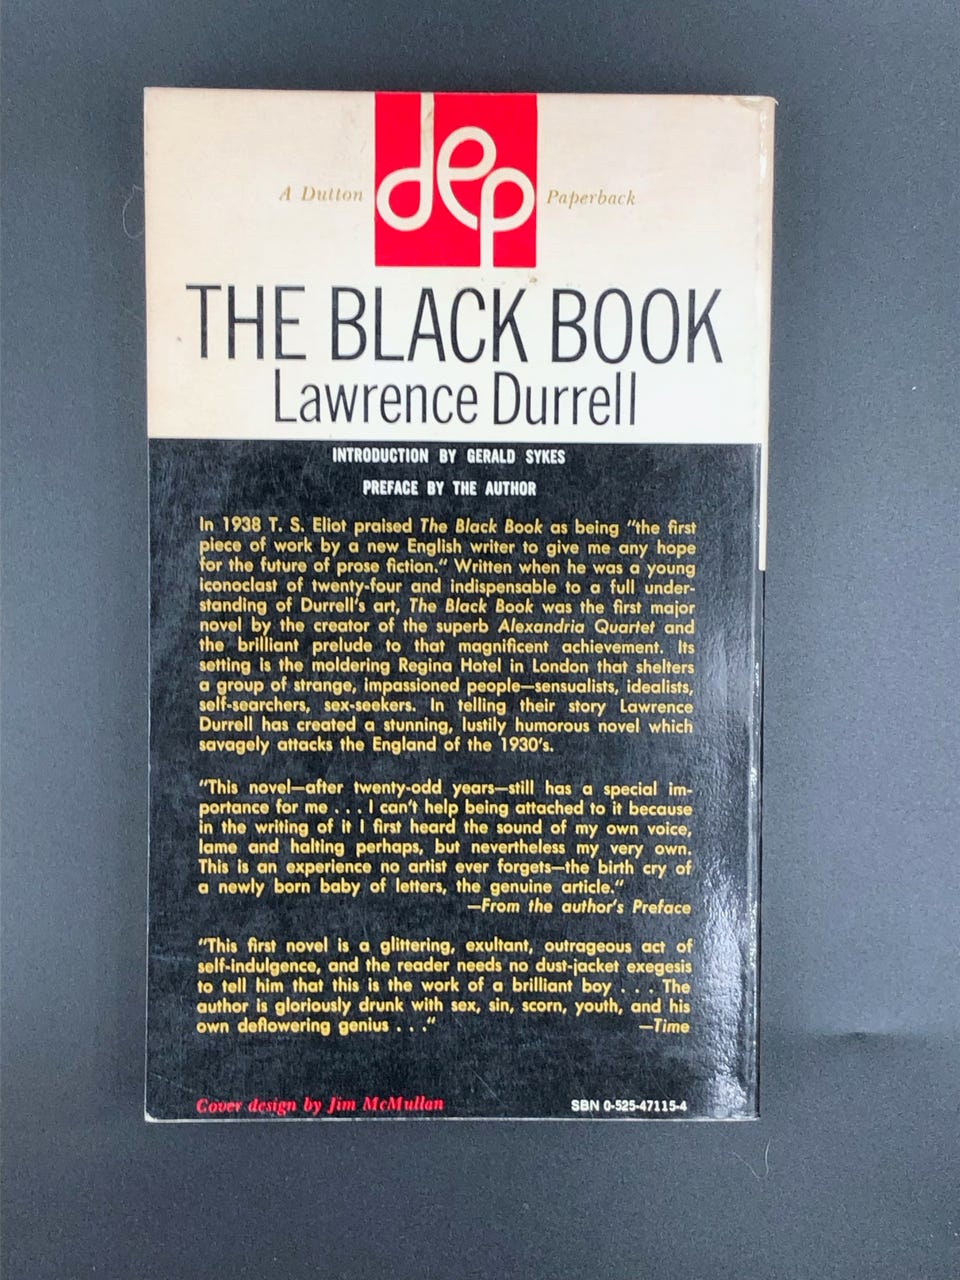 A Dutton dep Paperback
THE BLACK BOOK
Lawrence Durrell
INTRODUCTION BY GERALD SYKES
PREFACE BY THE AUTHOR
In 1938 T. S. Eliot praised The Black Book as being "the first
piece of work by a new English writer to give me any hope
for the future of prose fiction." Written when he was a young
iconoclast of twenty-four and indispensable to a full under-
standing of Durrell's art, The Black Book was the first major
novel by the creator of the superb Alexandria Quartet and
the brilliant prelude to that magnificent achievement. Its
setting is the moldering Regina Hotel in London that shelters
a group of strange, impassioned people—sensualists, idealists,
self-searchers, sex-seekers. In telling their story Lawrence
Durrell has created a stunning, lustily humorous novel which
savagely attacks the England of the 1930's.
"This novel—after twenty-odd years—still has a special im-
portance for me . . . I can't help being attached to it because
in the writing of it I first heard the sound of my own voice,
lame and halting perhaps, but nevertheless my very own.
This is an experience no artist ever forgets—the birth cry of
a newly born baby of letters, the genuine article."
—From the author's Preface
"This first novel is a glittering, exultant, outrageous act of
self-indulgence, and the reader needs no dust-jacket exegesis
to tell him that this is the work of a brilliant boy . . . The
author is gloriously drunk with sex, sin, scorn, youth, and his
own deflowering genius . . ." —Time
Cover design by Jim McMullan SBN 0-525-47115-4